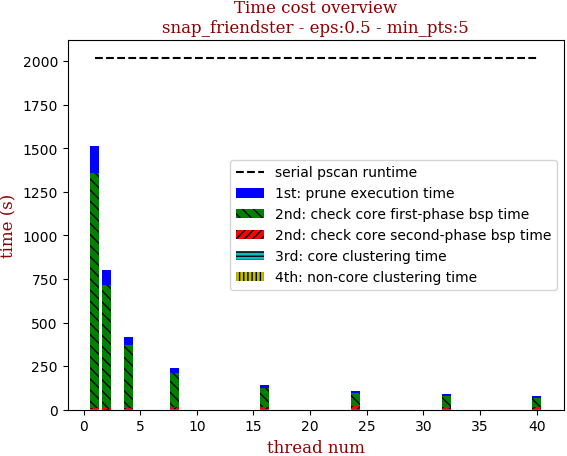 Time cost overview
snap_friendster - eps:0.5 - min_pts:5
time (s)
2000
1750
1500
1250
1000
750
500
250
0
serial pscan runtime
1st: prune execution time
2nd: check core first-phase bsp time
2nd: check core second-phase bsp time
3rd: core clustering time
4th: non-core clustering time
0 5 10 15 20 25 30 35 40
thread num